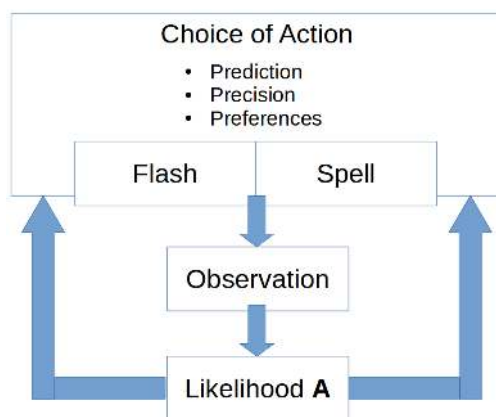 Choice of Action
• Prediction
• Precision
• Preferences
Flash Spell
Observation
Likelihood A